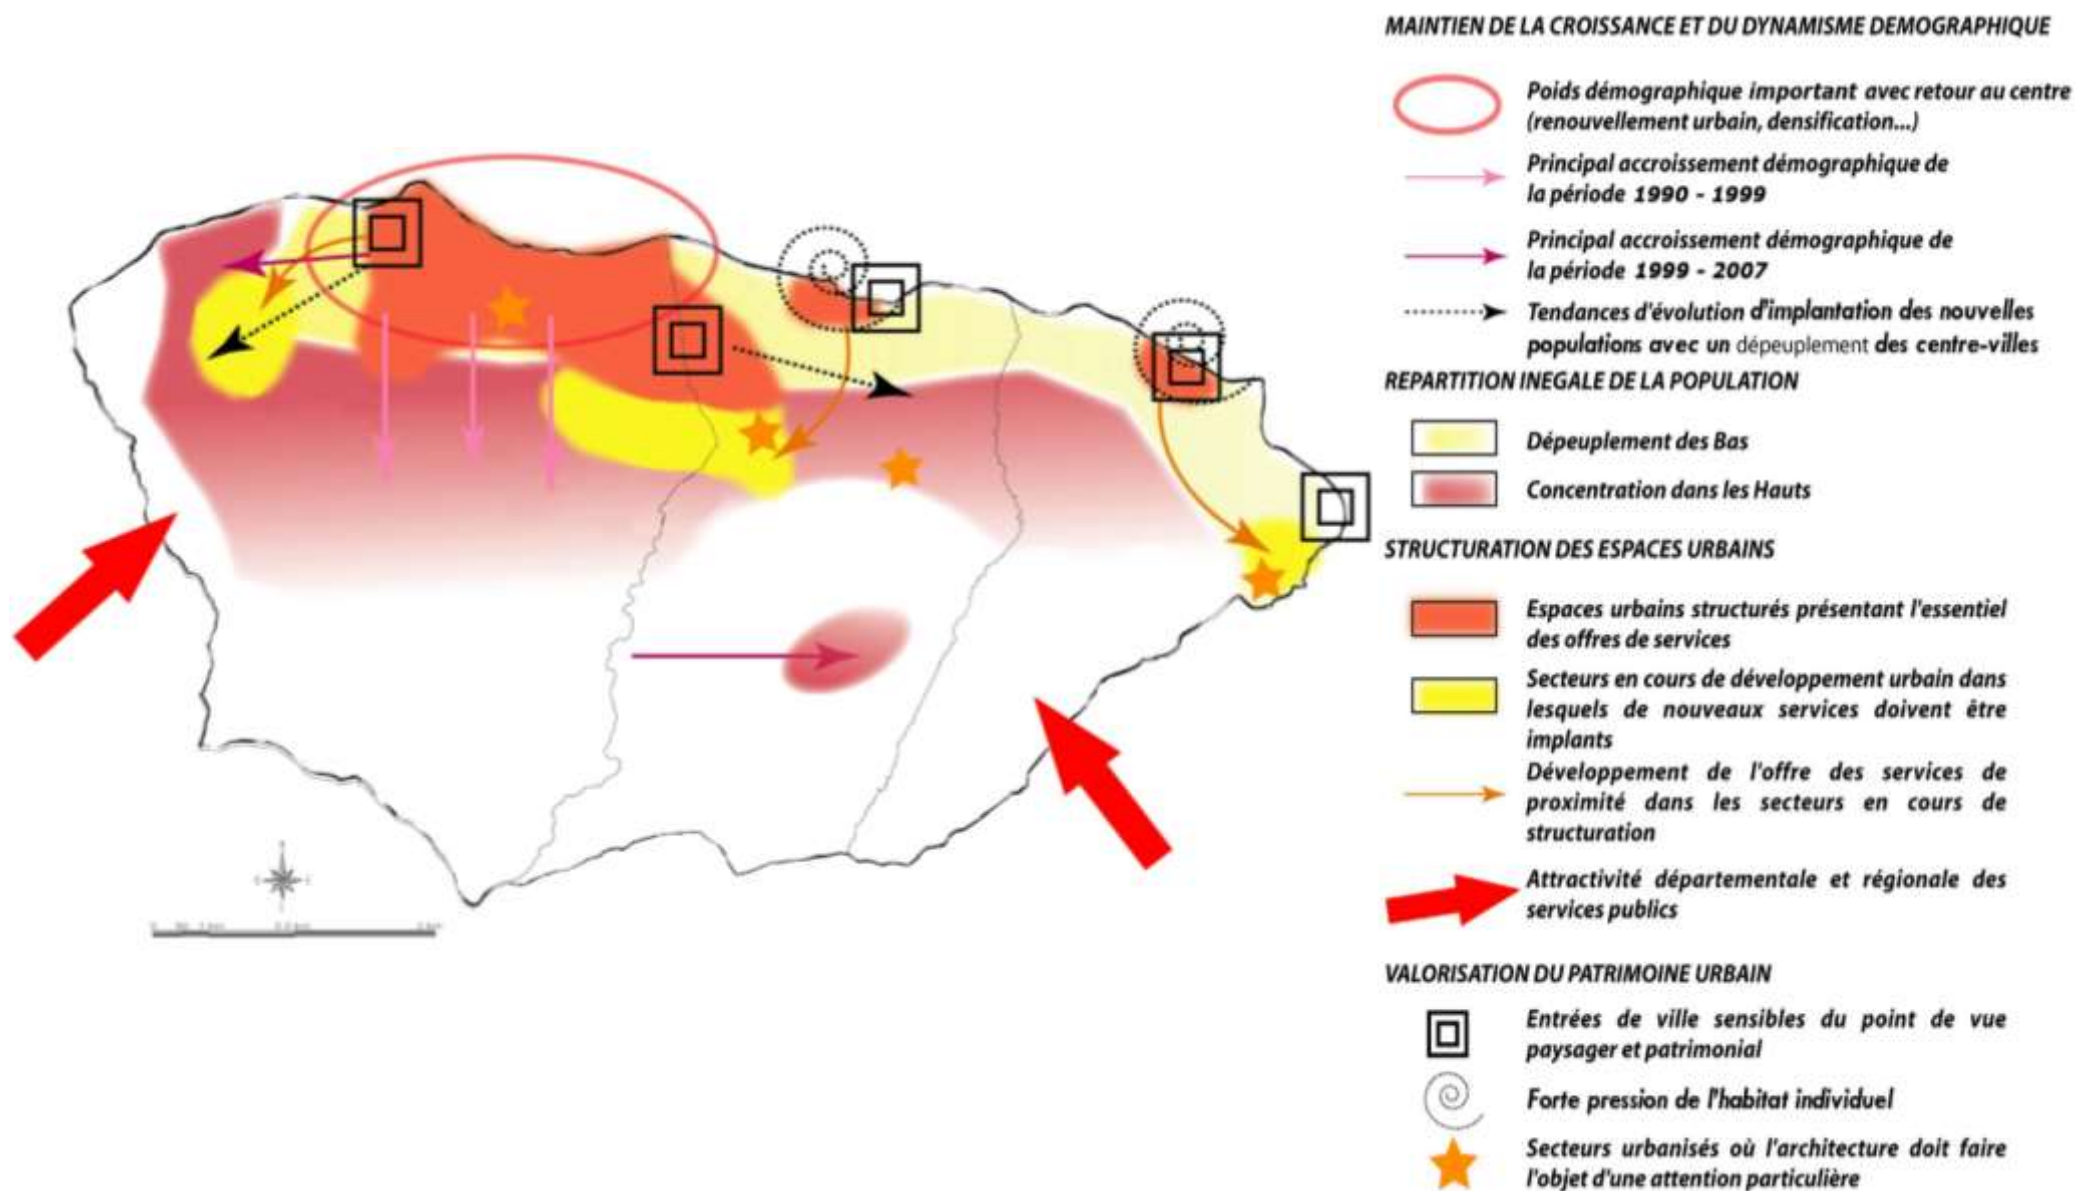 MAINTIEN DE LA CROISSANCE ET DU DYNAMISME DEMOGRAPHIQUE
Poids démographique important avec retour au centre
(renouvellement urbain, densification...)
Principal accroissement démographique de
la période 1990 - 1999
Principal accroissement démographique de
la période 1999 - 2007
Tendances d'évolution d'implantation des nouvelles
populations avec un dépeuplement des centre-villes
REPARTITION INEGALE DE LA POPULATION
Dépeuplement des Bas
Concentration dans les Hauts
STRUCTURATION DES ESPACES URBAINS
Espaces urbains structurés présentant l'essentiel
des offres de services
Secteurs en cours de développement urbain dans
lesquels de nouveaux services doivent être
implants
Développement de l'offre des services de
proximité dans les secteurs en cours de
structuration
Attractivité départementale et régionale des
services publics
VALORISATION DU PATRIMOINE URBAIN
Entrées de ville sensibles du point de vue
paysager et patrimonial
Forte pression de l'habitat individuel
Secteurs urbanisés où l'architecture doit faire
l'objet d'une attention particulière